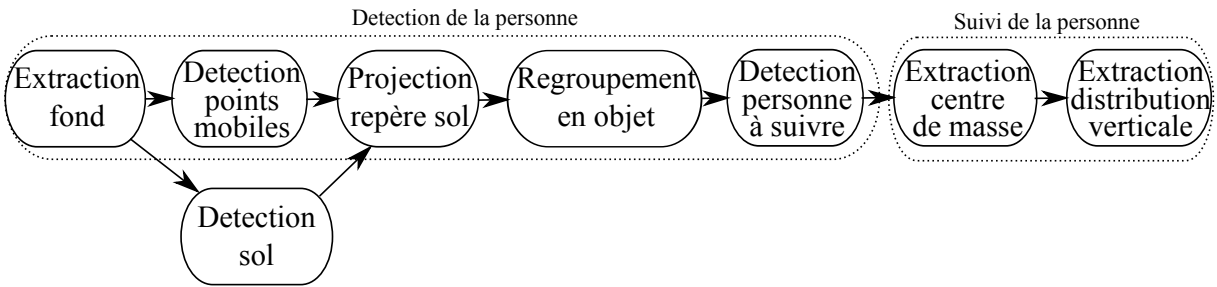 Detection de la personne
Suivi de la personne
Extraction
fond
Detection
points
mobiles
Projection
repère sol
Regroupement
en objet
Detection
personne
à suivre
Extraction
centre
de masse
Extraction
distribution
verticale
Detection
sol